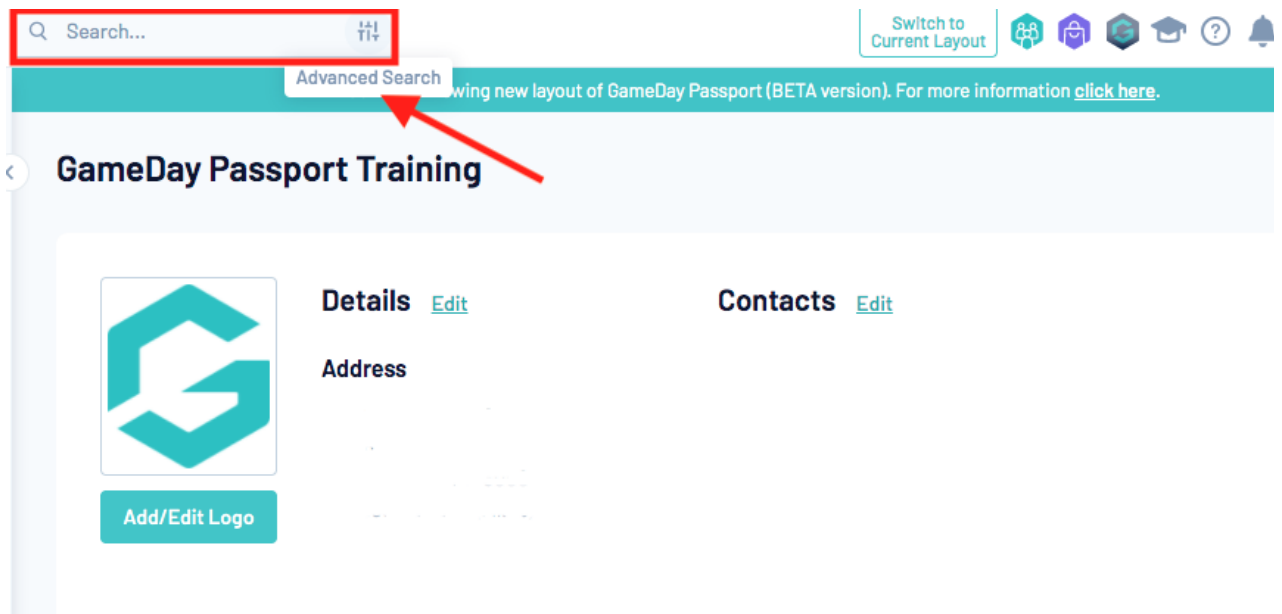 Search...
Switch to
Current Layout
?
Advanced Search
wing new layout of GameDay Passport (BETA version). For more information click here.
GameDay Passport Training
Details Edit
Contacts Edit
Address
Add/Edit Logo